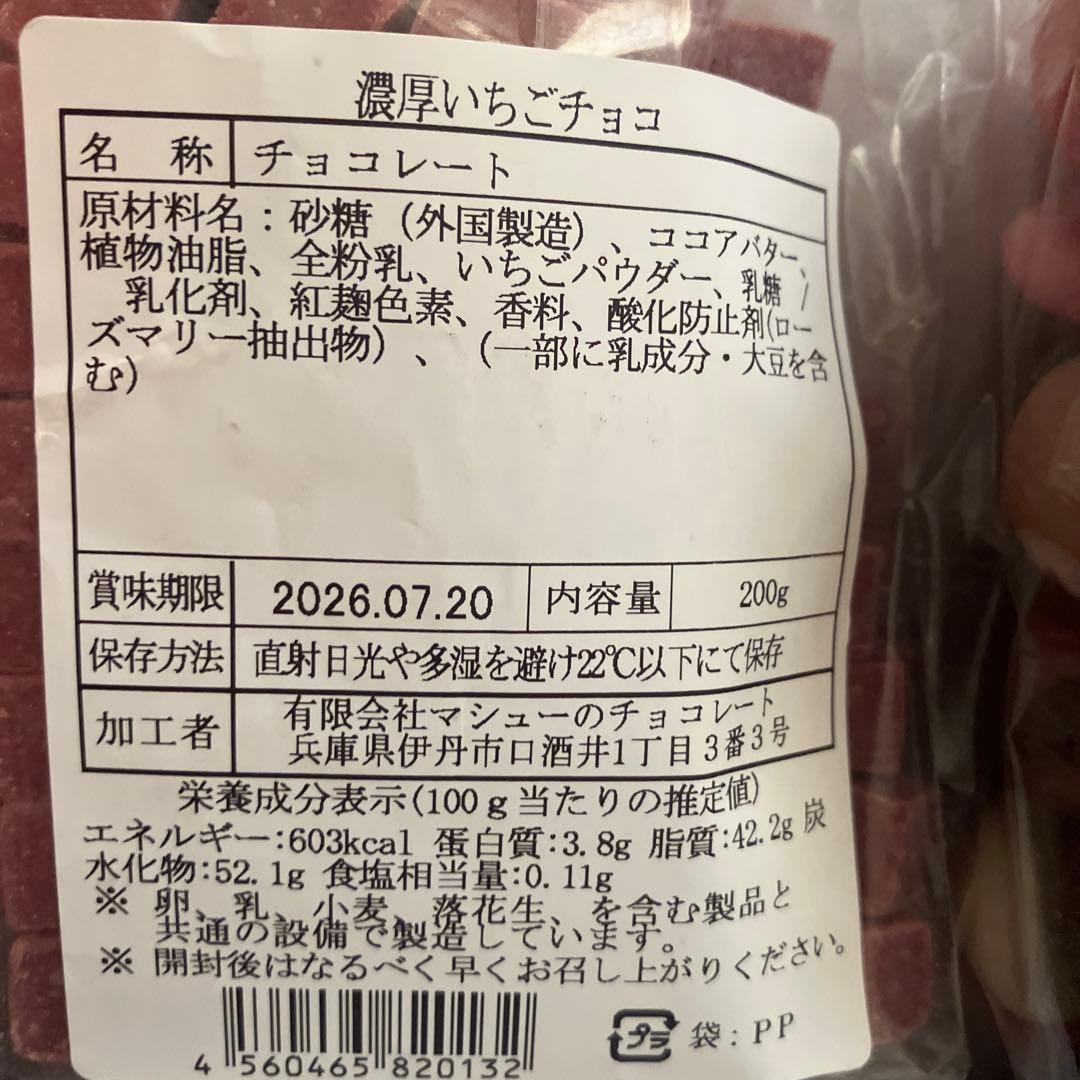 濃厚いちごチョコ
名 称 チョコレート
原材料名：砂糖（外国製造）、ココアバター、
植物油脂、全粉乳、いちごパウダー、乳糖 /
乳化剤、紅麹色素、香料、酸化防止剤(ロー
ズマリー抽出物）、（一部に乳成分・大豆を含
む)
賞味期限 2026.07.20 内容量 200g
保存方法 直射日光や多湿を避け22℃以下にて保存
加工者 有限会社マシューのチョコレート
兵庫県伊丹市口酒井1丁目3番3号
栄養成分表示(100g当たりの推定値)
エネルギー:603kcal 蛋白質:3.8g 脂質:42.2g 炭
水化物:52.1g 食塩相当量:0.11g
※ 卵、乳、小麦、落花生、を含む製品と
共通の設備で製造しています。
※ 開封後はなるべく早くお召し上がりください。
4 560465 820132
プラ 袋：PP